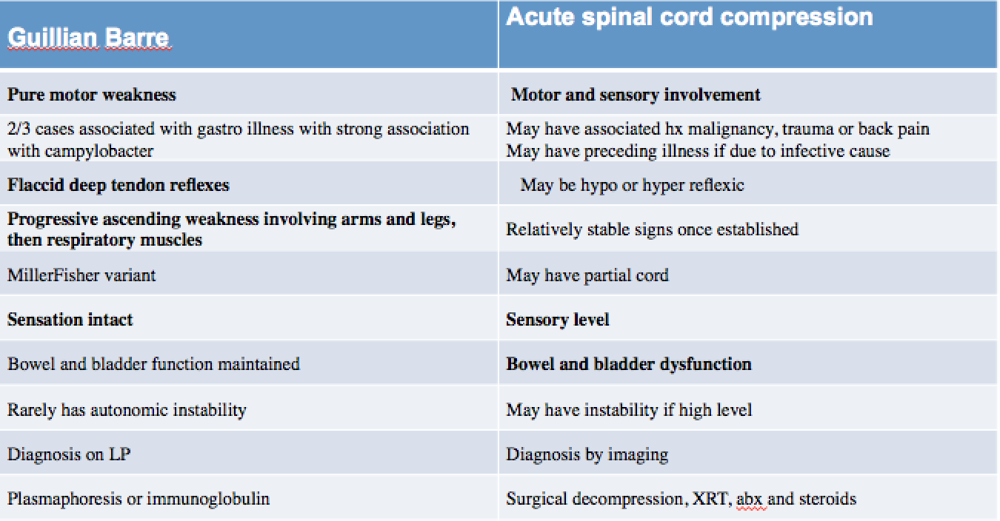 Guillian Barre
Acute spinal cord compression
Pure motor weakness
Motor and sensory involvement
2/3 cases associated with gastro illness with strong association
with campylobacter
May have associated hx malignancy, trauma or back pain
May have preceding illness if due to infective cause
Flaccid deep tendon reflexes
May be hypo or hyper reflexic
Progressive ascending weakness involving arms and legs,
then respiratory muscles
Relatively stable signs once established
MillerFisher variant
May have partial cord
Sensation intact
Sensory level
Bowel and bladder function maintained
Bowel and bladder dysfunction
Rarely has autonomic instability
May have instability if high level
Diagnosis on LP
Diagnosis by imaging
Plasmaphoresis or immunoglobulin
Surgical decompression, XRT, abx and steroids